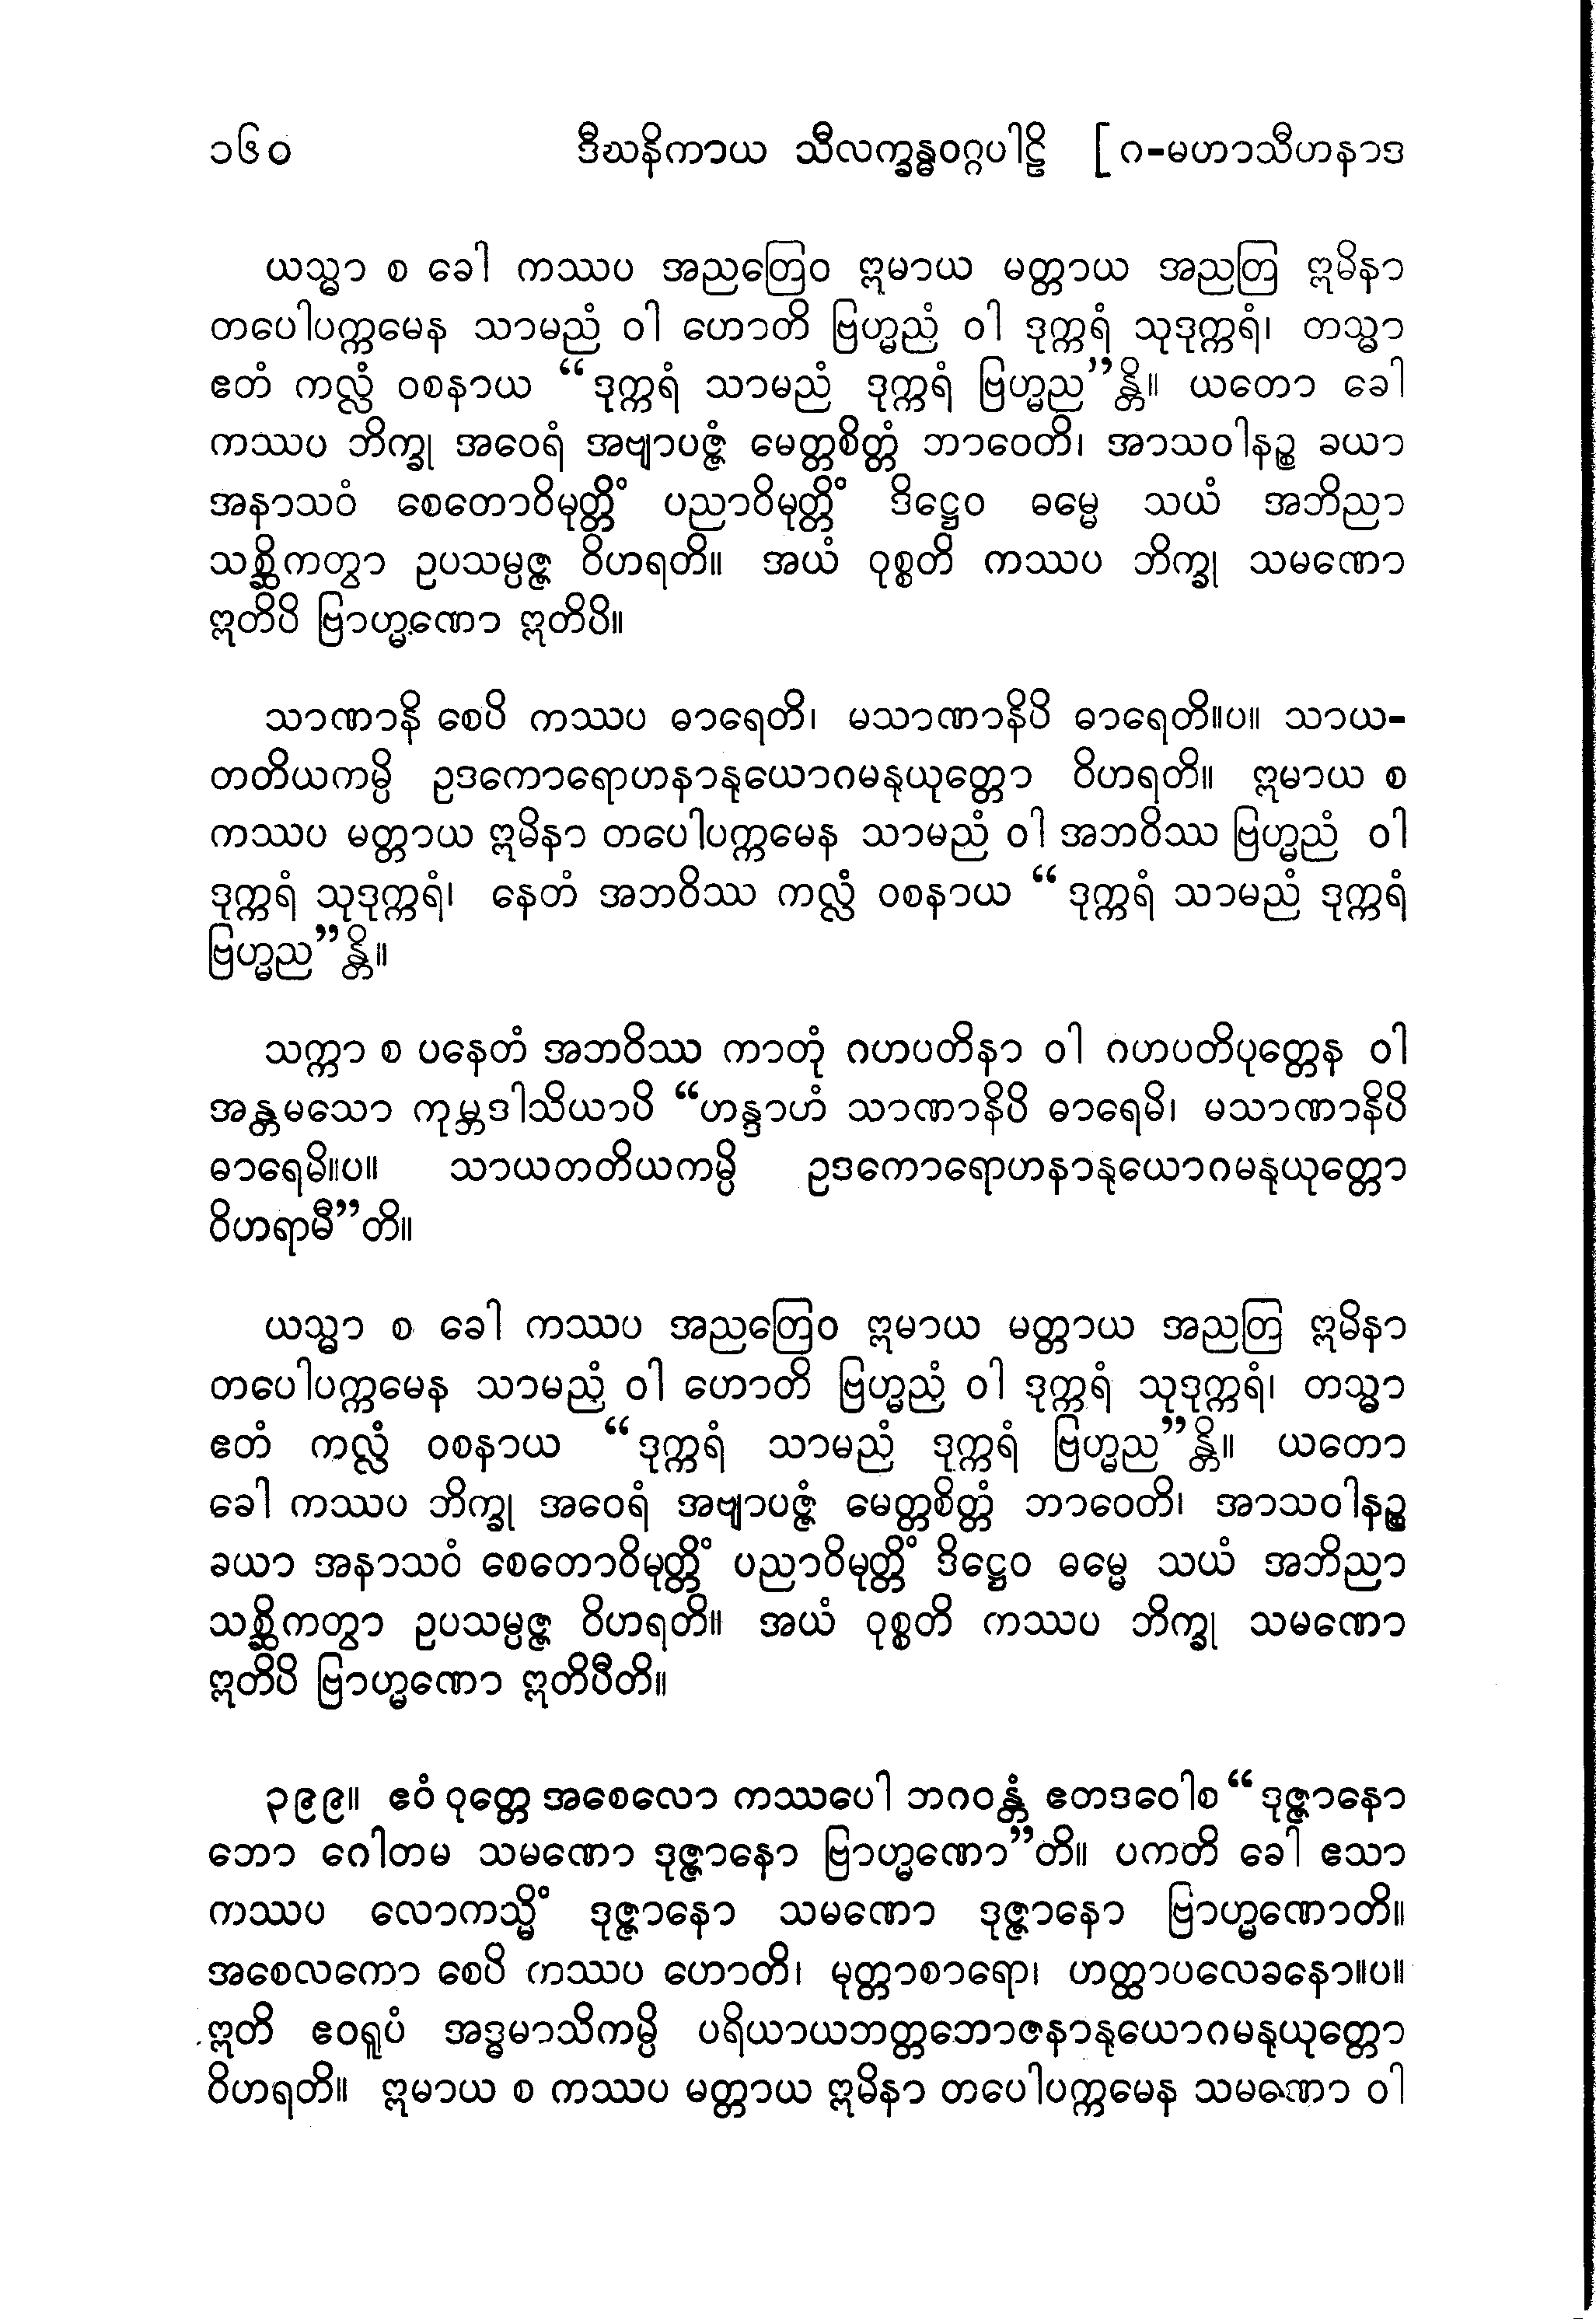 ၁၆၀ ဒီဃနိကာယ သီလက္ခန္ဓဝဂ္ဂပါဠိ [ ဂ-မဟာသီဟနာဒ
ယသ္မာ စ ခေါ ကဿပ အညတြေဝ ဣမာယ မတ္တာယ အညတြ ဣမိနာ
တပေါပက္ကမေန သာမညံ ဝါ ဟောတိ ဗြဟ္မညံ ဝါ ဒုက္ကရံ သုဒုက္ကရံ၊ တသ္မာ
ဧတံ ကလ္လံ ဝစနာယ “ဒုက္ကရံ သာမညံ ဒုက္ကရံ ဗြဟ္မည”န္တိ။ ယတော ခေါ
ကဿပ ဘိက္ခု အဝေရံ အဗျာပဇ္ဇံ မေတ္တစိတ္တံ ဘာဝေတိ၊ အာသဝါနဉ္စ ခယာ
အနာသဝံ စေတောဝိမုတ္တိံ ပညာဝိမုတ္တိံ ဒိဋ္ဌေဝ ဓမ္မေ သယံ အဘိညာ
သစ္ဆိကတွာ ဥပသမ္ပဇ္ဇ ဝိဟရတိ။ အယံ ဝုစ္စတိ ကဿပ ဘိက္ခု သမဏော
ဣတိပိ ဗြာဟ္မဏော ဣတိပိ။
သာဏာနိ စေပိ ကဿပ ဓာရေတိ၊ မသာဏာနိပိ ဓာရေတိ။ပ။ သာယ-
တတိယကမ္ပိ ဥဒကောရောဟနာနုယောဂမနုယုတ္တော ဝိဟရတိ။ ဣမာယ စ
ကဿပ မတ္တာယ ဣမိနာ တပေါပက္ကမေန သာမညံ ဝါ အဘဝိဿ ဗြဟ္မညံ ဝါ
ဒုက္ကရံ သုဒုက္ကရံ၊ နေတံ အဘဝိဿ ကလ္လံ ဝစနာယ “ဒုက္ကရံ သာမညံ ဒုက္ကရံ
ဗြဟ္မည”န္တိ။
သက္ကာ စ ပနေတံ အဘဝိဿ ကာတုံ ဂဟပတိနာ ဝါ ဂဟပတိပုတ္တေန ဝါ
အန္တမသော ကုမ္ဘဒါသိယာပိ “ဟန္ဒာဟံ သာဏာနိပိ ဓာရေမိ၊ မသာဏာနိပိ
ဓာရေမိ။ပ။ သာယတတိယကမ္ပိ ဥဒကောရောဟနာနုယောဂမနုယုတ္တော
ဝိဟရာမီ”တိ။
ယသ္မာ စ ခေါ ကဿပ အညတြေဝ ဣမာယ မတ္တာယ အညတြ ဣမိနာ
တပေါပက္ကမေန သာမညံ ဝါ ဟောတိ ဗြဟ္မညံ ဝါ ဒုက္ကရံ သုဒုက္ကရံ၊ တသ္မာ
ဧတံ ကလ္လံ ဝစနာယ “ဒုက္ကရံ သာမညံ ဒုက္ကရံ ဗြဟ္မည”န္တိ။ ယတော
ခေါ ကဿပ ဘိက္ခု အဝေရံ အဗျာပဇ္ဇံ မေတ္တစိတ္တံ ဘာဝေတိ၊ အာသဝါနဉ္စ
ခယာ အနာသဝံ စေတောဝိမုတ္တိံ ပညာဝိမုတ္တိံ ဒိဋ္ဌေဝ ဓမ္မေ သယံ အဘိညာ
သစ္ဆိကတွာ ဥပသမ္ပဇ္ဇ ဝိဟရတိ။ အယံ ဝုစ္စတိ ကဿပ ဘိက္ခု သမဏော
ဣတိပိ ဗြာဟ္မဏော ဣတိပီတိ။
၃၉၉။ ဧဝံ ဝုတ္တေ အစေလော ကဿပေါ ဘဂဝန္တံ ဧတဒဝေါစ “ဒုဇ္ဇာနော
ဘော ဂေါတမ သမဏော ဒုဇ္ဇာနော ဗြာဟ္မဏော”တိ။ ပကတိ ခေါ ဧသာ
ကဿပ လောကသ္မိံ ဒုဇ္ဇာနော သမဏော ဒုဇ္ဇာနော ဗြာဟ္မဏောတိ။
အစေလကော စေပိ ကဿပ ဟောတိ၊ မုတ္တာစာရော၊ ဟတ္ထာပလေခနော။ပ။
ဣတိ ဧဝရူပံ အဒ္ဓမာသိကမ္ပိ ပရိယာယဘတ္တဘောဇနာနုယောဂမနုယုတ္တော
ဝိဟရတိ။ ဣမာယ စ ကဿပ မတ္တာယ ဣမိနာ တပေါပက္ကမေန သမဏော ဝါ